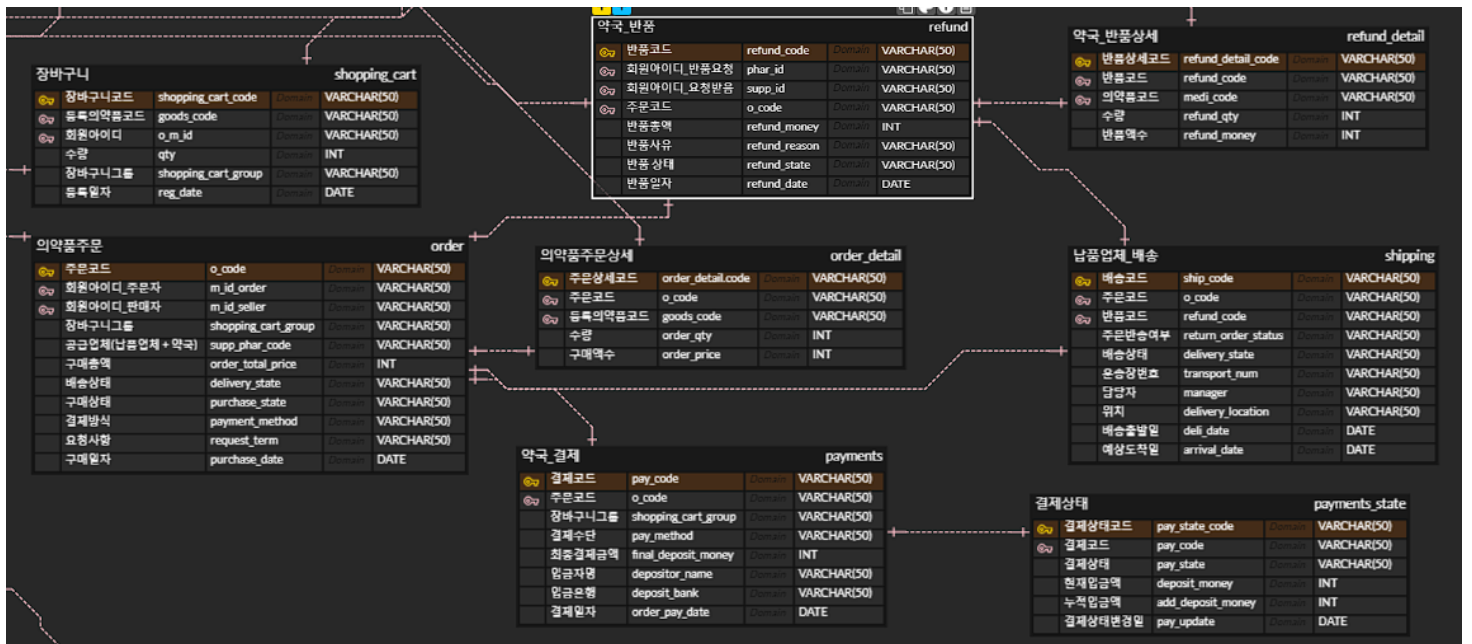 약국_반품 refund
반품코드 refund_code Domain VARCHAR(50)
회원아이디_반품요청 phar_id Domain VARCHAR(50)
회원아이디_요청받음 supp_id Domain VARCHAR(50)
주문코드 o_code Domain VARCHAR(50)
반품총액 refund_money Domain INT
반품사유 refund_reason Domain VARCHAR(50)
반품 상태 refund_state Domain VARCHAR(50)
반품일자 refund_date Domain DATE
약국_반품상세 refund_detail
반품상세코드 refund_detail_code Domain VARCHAR(50)
반품코드 refund_code Domain VARCHAR(50)
의약품코드 medi_code Domain VARCHAR(50)
수량 refund_qty Domain INT
반품액수 refund_money Domain INT
장바구니 shopping_cart
장바구니코드 shopping_cart_code Domain VARCHAR(50)
등록의약품코드 goods_code Domain VARCHAR(50)
회원아이디 o_m_id Domain VARCHAR(50)
수량 qty Domain INT
장바구니그룹 shopping_cart_group Domain VARCHAR(50)
등록일자 reg_date Domain DATE
의약품주문 order
주문코드 o_code Domain VARCHAR(50)
회원아이디_주문자 m_id_order Domain VARCHAR(50)
회원아이디_판매자 m_id_seller Domain VARCHAR(50)
장바구니그룹 shopping_cart_group Domain VARCHAR(50)
공급업체(납품업체+약국) supp_phar_code Domain VARCHAR(50)
구매총액 order_total_price Domain INT
배송상태 delivery_state Domain VARCHAR(50)
구매상태 purchase_state Domain VARCHAR(50)
결제방식 payment_method Domain VARCHAR(50)
요청사항 request_term Domain VARCHAR(50)
구매일자 purchase_date Domain DATE
의약품주문상세 order_detail
주문상세코드 order_detail.code Domain VARCHAR(50)
주문코드 o_code Domain VARCHAR(50)
등록의약품코드 goods_code Domain VARCHAR(50)
수량 order_qty Domain INT
구매액수 order_price Domain INT
납품업체_배송 shipping
배송코드 ship_code Domain VARCHAR(50)
주문코드 o_code Domain VARCHAR(50)
반품코드 refund_code Domain VARCHAR(50)
주문반송여부 return_order_status Domain VARCHAR(50)
배송상태 delivery_state Domain VARCHAR(50)
운송장번호 transport_num Domain VARCHAR(50)
담당자 manager Domain VARCHAR(50)
위치 delivery_location Domain VARCHAR(50)
배송출발일 deli_date Domain DATE
예상도착일 arrival_date Domain DATE
약국_결제 payments
결제코드 pay_code Domain VARCHAR(50)
주문코드 o_code Domain VARCHAR(50)
장바구니그룹 shopping_cart_group Domain VARCHAR(50)
결제수단 pay_method Domain VARCHAR(50)
최종결제금액 final_deposit_money Domain INT
입금자명 depositor_name Domain VARCHAR(50)
입금은행 deposit_bank Domain VARCHAR(50)
결제일자 order_pay_date Domain DATE
결제상태 payments_state
결제상태코드 pay_state_code Domain VARCHAR(50)
결제코드 pay_code Domain VARCHAR(50)
결제상태 pay_state Domain VARCHAR(50)
현재입금액 deposit_money Domain INT
누적입금액 add_deposit_money Domain INT
결제상태변경일 pay_update Domain DATE